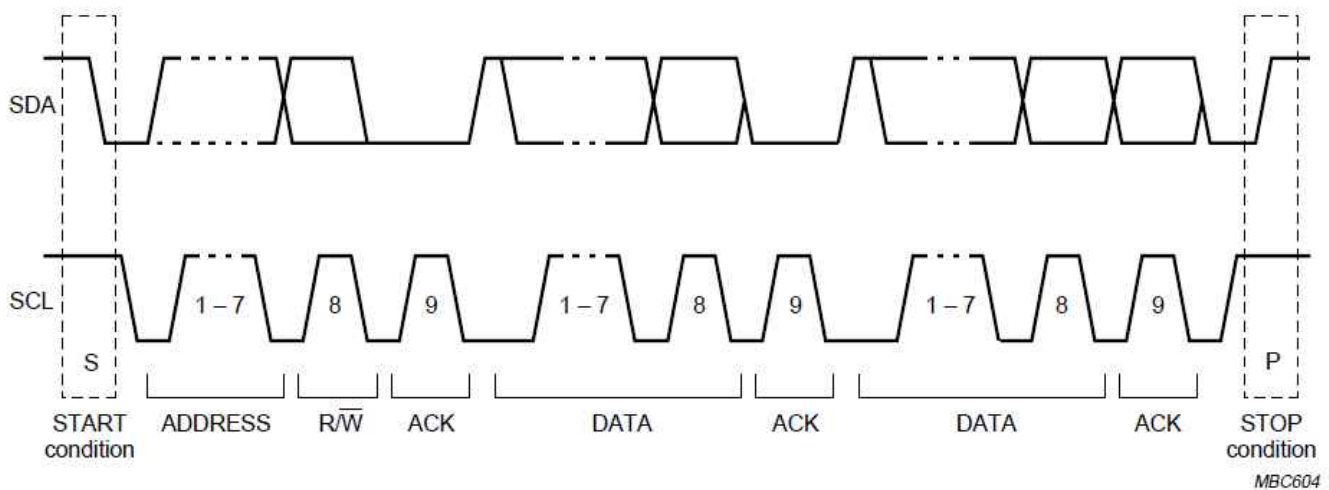 SDA
SCL
1 – 7
8
9
1 – 7
8
9
1 – 7
8
9
S
P
START
condition
ADDRESS
R/W̅
ACK
DATA
ACK
DATA
ACK
STOP
condition
MBC604